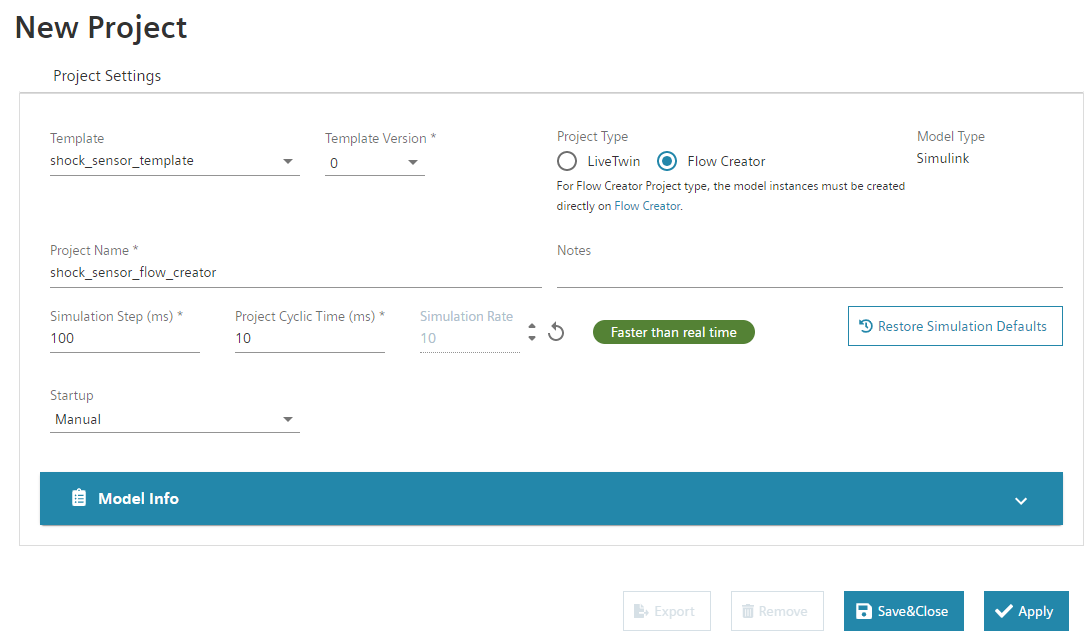 New Project
Project Settings
Template
shock_sensor_template
Template Version *
0
Project Type
LiveTwin
Flow Creator
For Flow Creator Project type, the model instances must be created
directly on Flow Creator.
Model Type
Simulink
Project Name *
shock_sensor_flow_creator
Notes
Simulation Step (ms) *
100
Project Cyclic Time (ms) *
10
Simulation Rate
10
Faster than real time
Restore Simulation Defaults
Startup
Manual
Model Info
Export
Remove
Save&Close
Apply